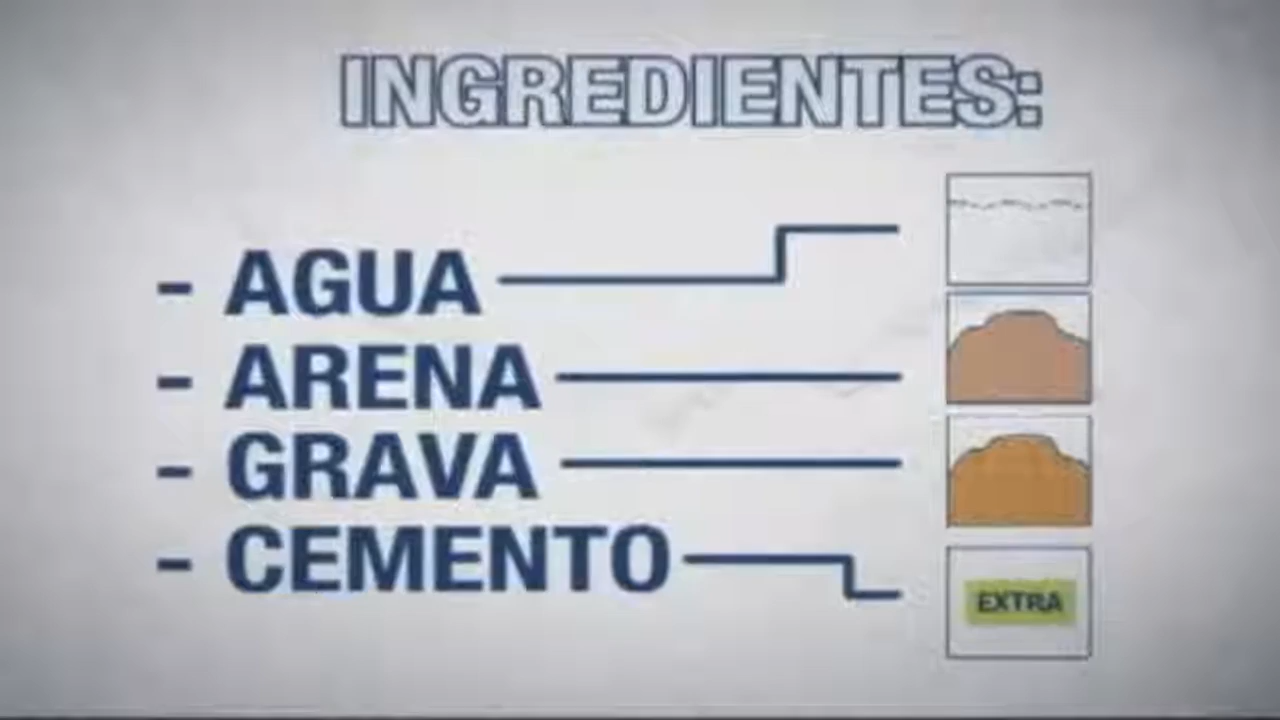 INGREDIENTES:
- AGUA
- ARENA
- GRAVA
- CEMENTO
EXTRA